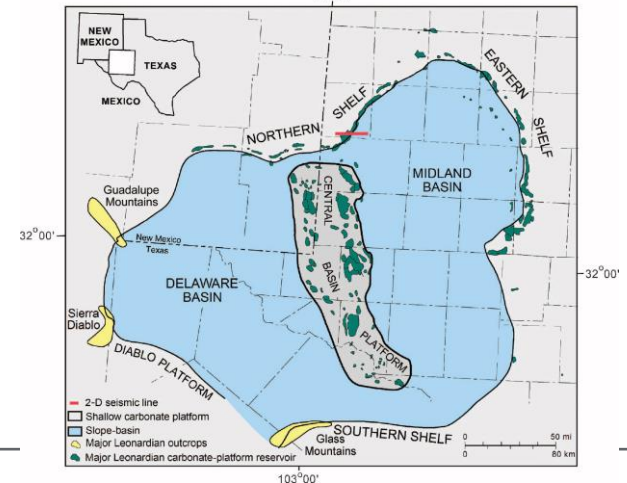 NEW
MEXICO
TEXAS
MEXICO
EASTERN
SHELF
NORTHERN SHELF
MIDLAND
BASIN
CENTRAL
BASIN
PLATFORM
Guadalupe
Mountains
32°00'
New Mexico
Texas
32°00'
DELAWARE
BASIN
Sierra
Diablo
DIABLO PLATFORM
2-D seismic line
Shallow carbonate platform
Slope-basin
Major Leonardian outcrops
Major Leonardian carbonate-platform reservoir
SOUTHERN SHELF
Glass
Mountains
0 50 mi
0 80 km
103°00'